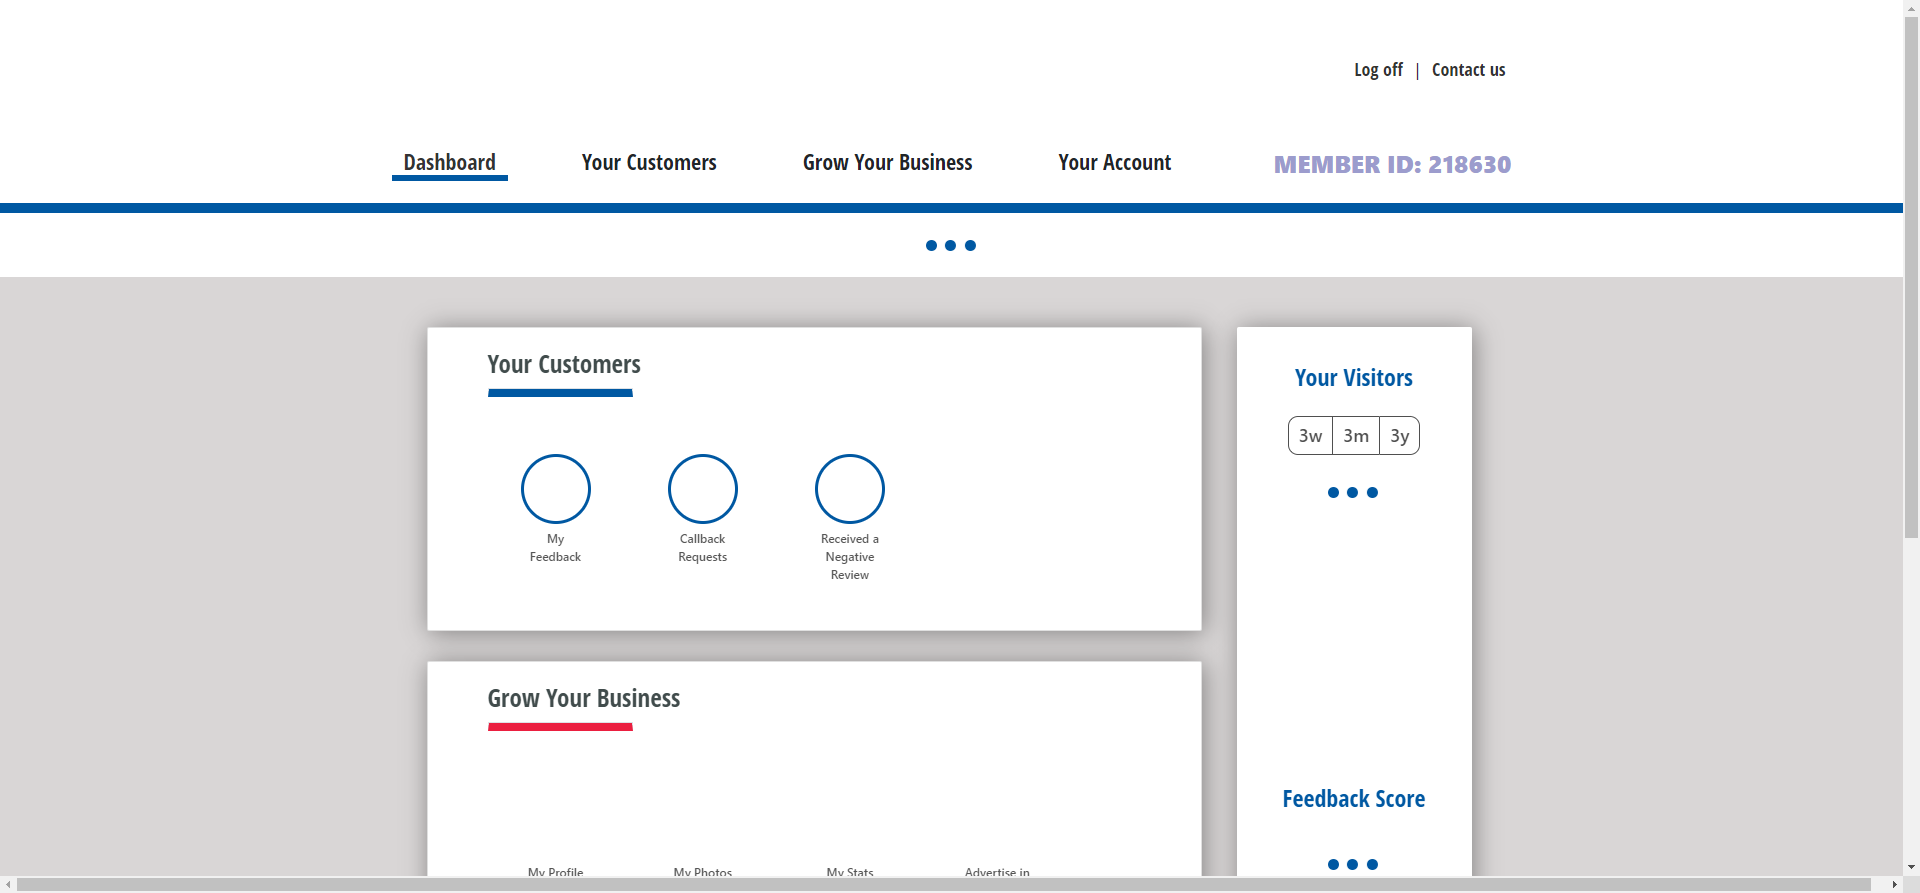 Log off | Contact us
Dashboard
Your Customers
Grow Your Business
Your Account
MEMBER ID: 218630
Your Customers
My
Feedback
Callback
Requests
Received a
Negative
Review
Your Visitors
3w
3m
3y
Grow Your Business
My Profile
My Photos
My Stats
Advertise in
Feedback Score